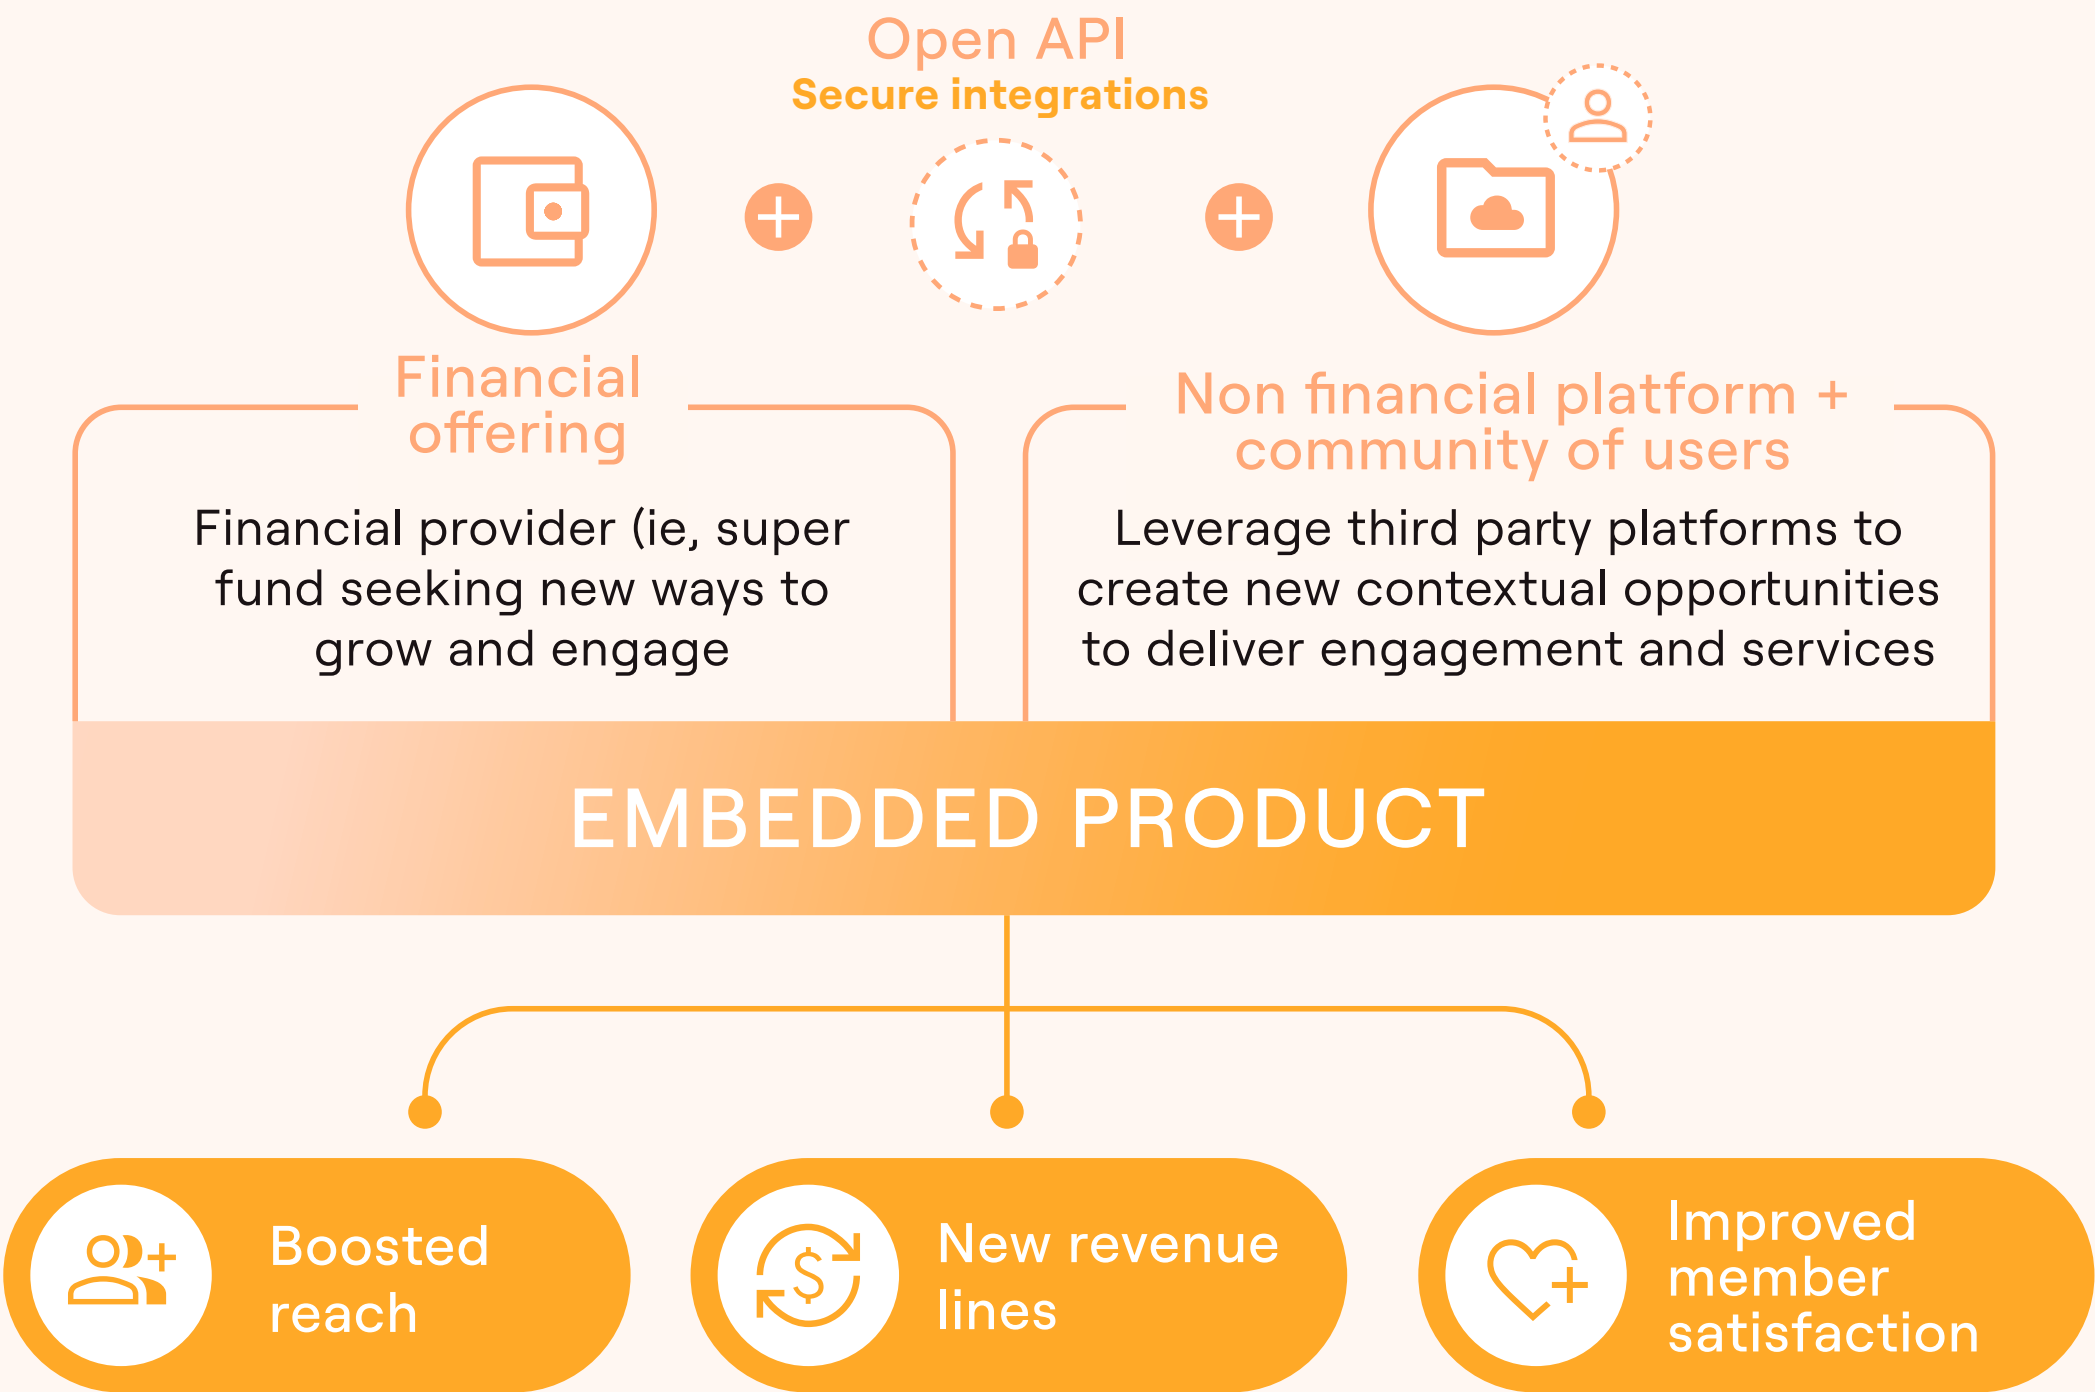 Open API
Secure integrations
Financial
offering
Financial provider (ie, super
fund seeking new ways to
grow and engage
Non financial platform +
community of users
Leverage third party platforms to
create new contextual opportunities
to deliver engagement and services
EMBEDDED PRODUCT
Boosted
reach
New revenue
lines
Improved
member
satisfaction